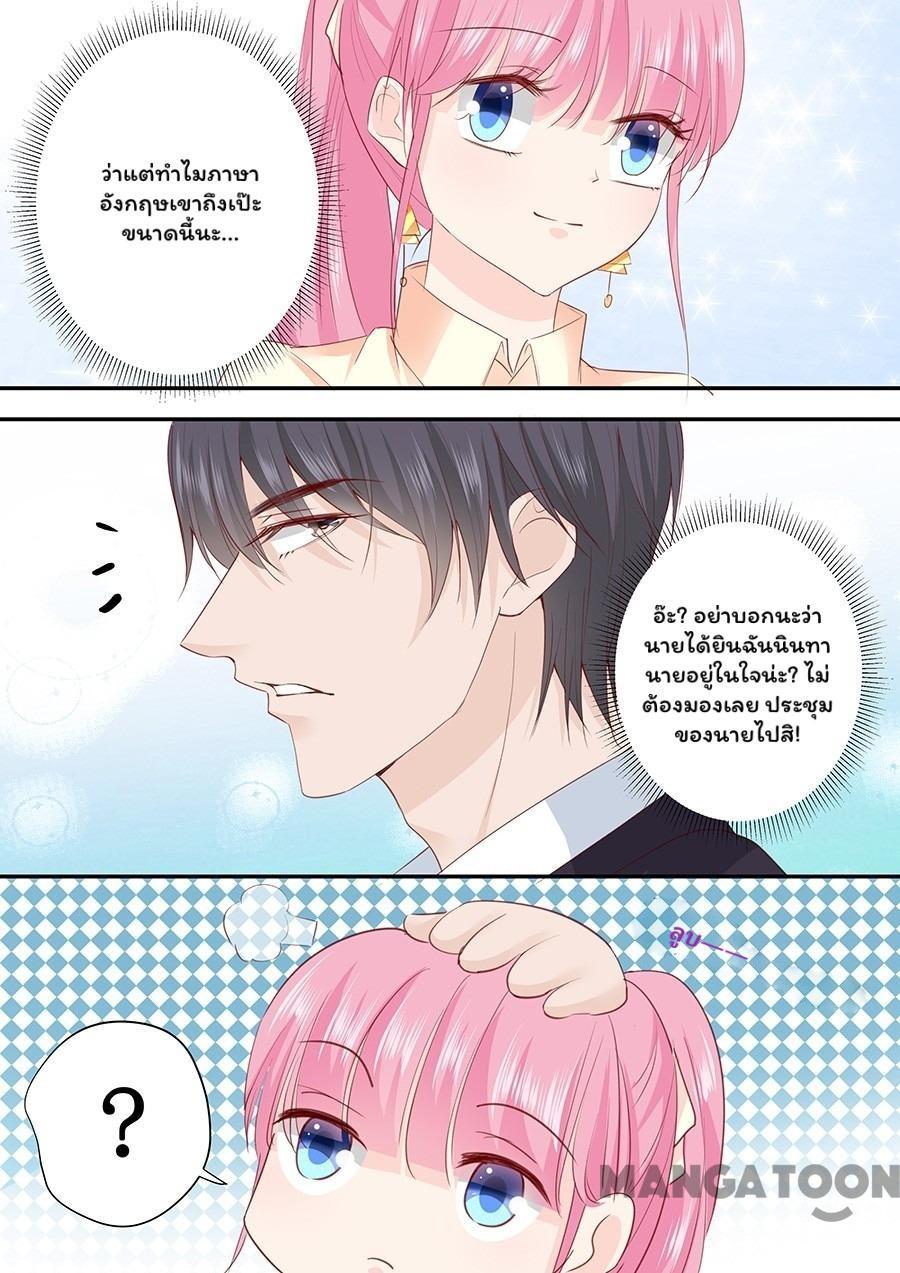 ว่าแต่ทำไมภาษา
อังกฤษเขาถึงเป๊ะ
ขนาดนี้นะ...
อ๊ะ? อย่าบอกนะว่า
นายได้ยินฉันนินทา
นายอยู่ในใจน่ะ? ไม่
ต้องมองเลย ประชุม
ของนายไปสิ!
ลูบ
?
MANGATOON